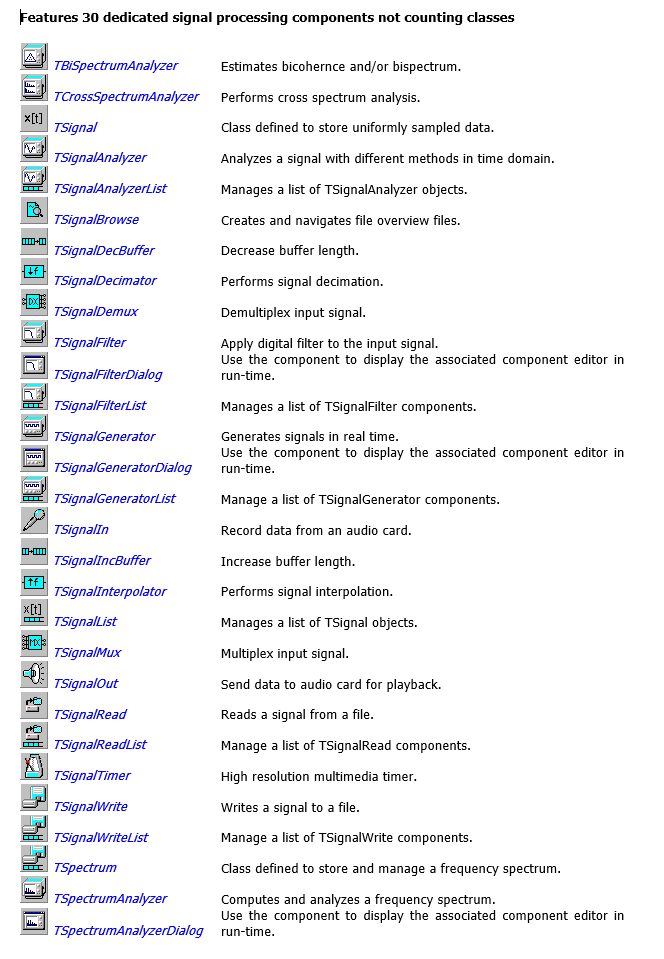 Features 30 dedicated signal processing components not counting classes
TBiSpectrumAnalyzer Estimates bicohernce and/or bispectrum.
TCrossSpectrumAnalyzer Performs cross spectrum analysis.
x[t] TSignal Class defined to store uniformly sampled data.
TSignalAnalyzer Analyzes a signal with different methods in time domain.
TSignalAnalyzerList Manages a list of TSignalAnalyzer objects.
TSignalBrowse Creates and navigates file overview files.
TSignalDecBuffer Decrease buffer length.
↓f TSignalDecimator Performs signal decimation.
DX TSignalDemux Demultiplex input signal.
TSignalFilter Apply digital filter to the input signal.
Use the component to display the associated component editor in
TSignalFilterDialog run-time.
TSignalFilterList Manages a list of TSignalFilter components.
TSignalGenerator Generates signals in real time.
Use the component to display the associated component editor in
TSignalGeneratorDialog run-time.
TSignalGeneratorList Manage a list of TSignalGenerator components.
TSignalIn Record data from an audio card.
TSignalIncBuffer Increase buffer length.
↑f TSignalInterpolator Performs signal interpolation.
x[t] TSignalList Manages a list of TSignal objects.
MX TSignalMux Multiplex input signal.
TSignalOut Send data to audio card for playback.
TSignalRead Reads a signal from a file.
TSignalReadList Manage a list of TSignalRead components.
TSignalTimer High resolution multimedia timer.
TSignalWrite Writes a signal to a file.
TSignalWriteList Manage a list of TSignalWrite components.
TSpectrum Class defined to store and manage a frequency spectrum.
TSpectrumAnalyzer Computes and analyzes a frequency spectrum.
Use the component to display the associated component editor in
TSpectrumAnalyzerDialog run-time.